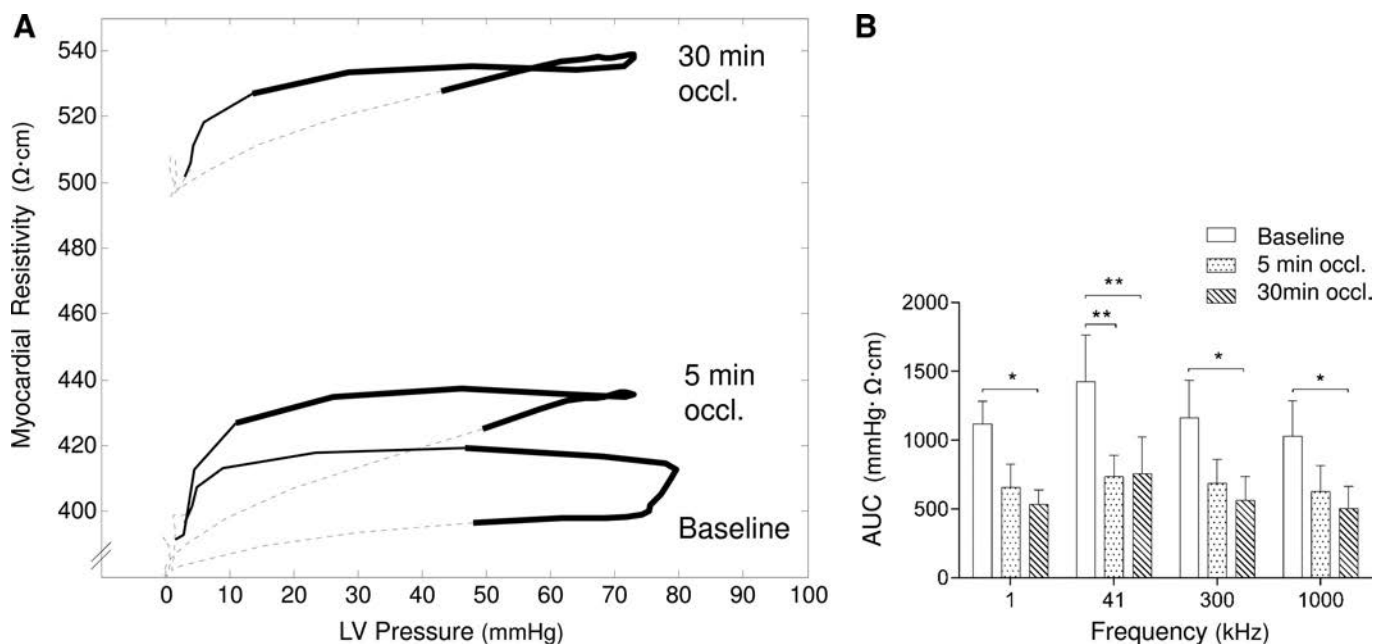 A
540
520
500
480
460
440
420
400
Myocardial Resistivity (Ω·cm)
30 min
occl.
5 min
occl.
Baseline
0 10 20 30 40 50 60 70 80 90 100
LV Pressure (mmHg)
B
Baseline
5 min occl.
30min occl.
2000
1500
1000
500
0
AUC (mmHg· Ω·cm)
*
**
**
*
*
1 41 300 1000
Frequency (kHz)